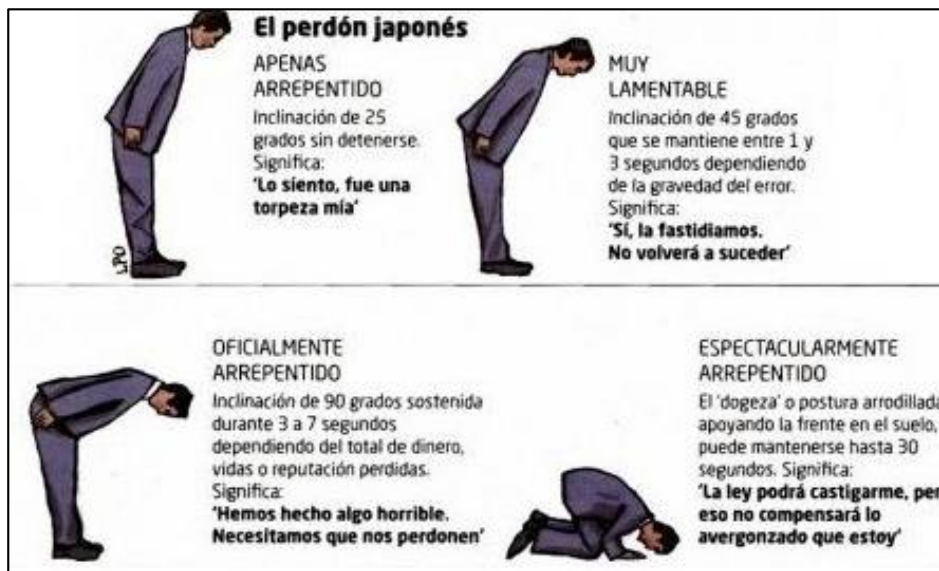 El perdón japonés
APENAS
ARREPENTIDO
Inclinación de 25
grados sin detenerse.
Significa:
'Lo siento, fue una
torpeza mía'
LPO
MUY
LAMENTABLE
Inclinación de 45 grados
que se mantiene entre 1 y
3 segundos dependiendo
de la gravedad del error.
Significa:
'Sí, la fastidiamos.
No volverá a suceder'
OFICIALMENTE
ARREPENTIDO
Inclinación de 90 grados sostenida
durante 3 a 7 segundos
dependiendo del total de dinero,
vidas o reputación perdidas.
Significa:
'Hemos hecho algo horrible.
Necesitamos que nos perdonen'
ESPECTACULARMENTE
ARREPENTIDO
El 'dogeza' o postura arrodillada
apoyando la frente en el suelo,
puede mantenerse hasta 30
segundos. Significa:
'La ley podrá castigarme, per
eso no compensará lo
avergonzado que estoy'